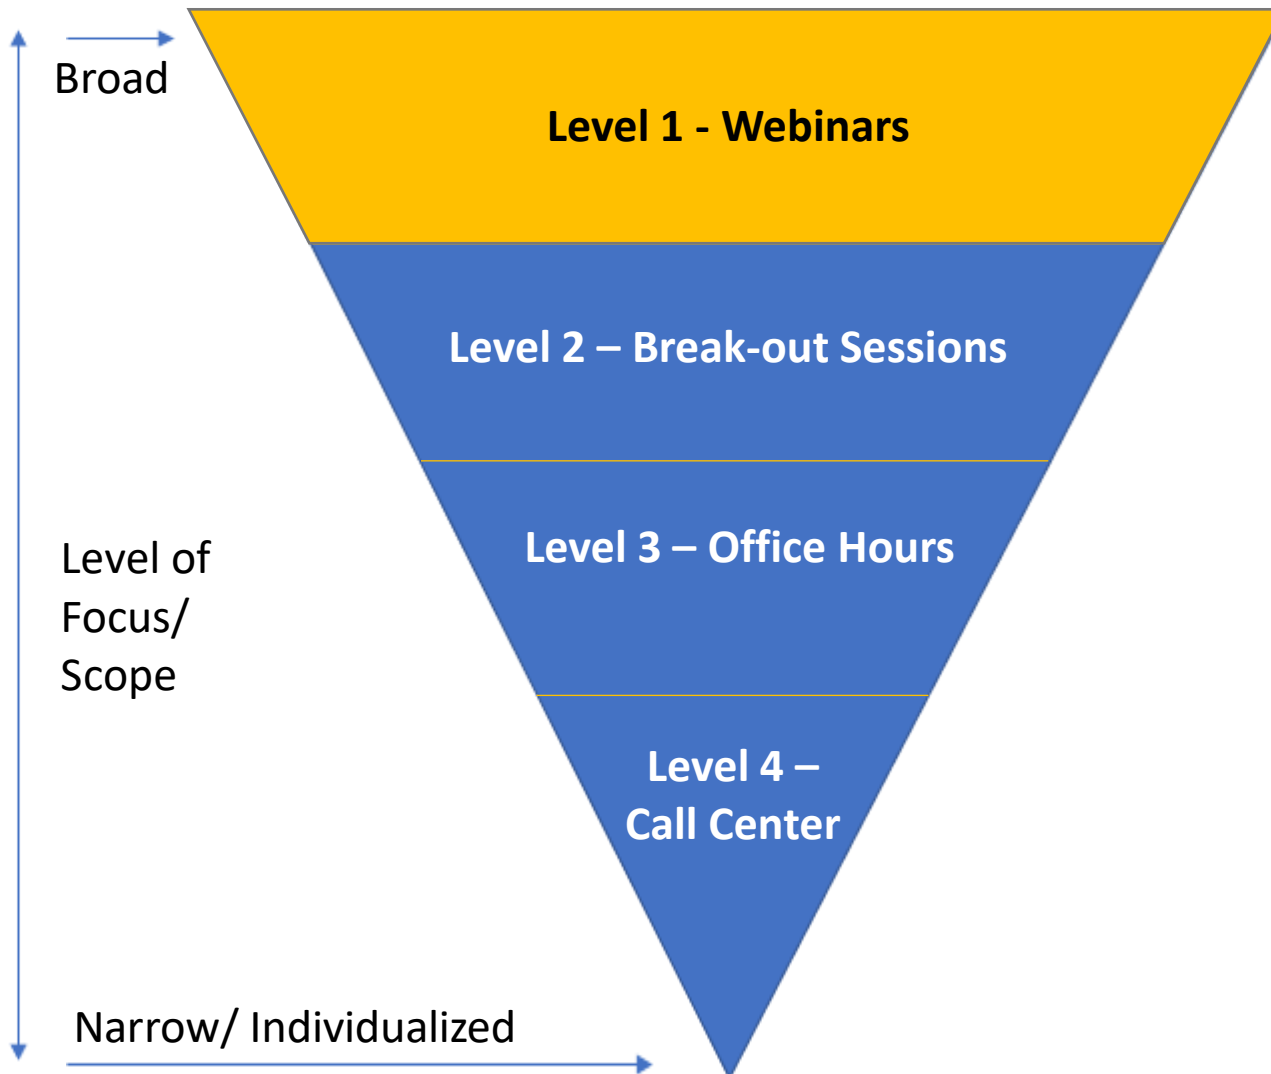 Broad
Level 1 - Webinars
Level 2 – Break-out Sessions
Level 3 – Office Hours
Level of
Focus/
Scope
Level 4 –
Call Center
Narrow/ Individualized